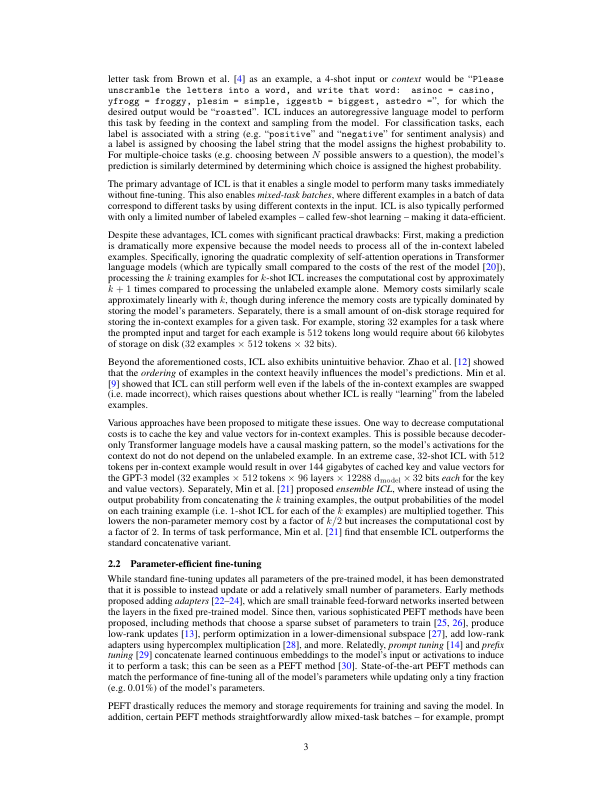 letter task from Brown et al. [4] as an example, a 4-shot input or context would be “Please
unscramble the letters into a word, and write that word: asinoc = casino,
yfrogg = froggy, plesim = simple, iggestb = biggest, astedro =”, for which the
desired output would be “roasted”. ICL induces an autoregressive language model to perform
this task by feeding in the context and sampling from the model. For classification tasks, each
label is associated with a string (e.g. “positive” and “negative” for sentiment analysis) and
a label is assigned by choosing the label string that the model assigns the highest probability to.
For multiple-choice tasks (e.g. choosing between N possible answers to a question), the model’s
prediction is similarly determined by determining which choice is assigned the highest probability.
The primary advantage of ICL is that it enables a single model to perform many tasks immediately
without fine-tuning. This also enables mixed-task batches, where different examples in a batch of data
correspond to different tasks by using different contexts in the input. ICL is also typically performed
with only a limited number of labeled examples – called few-shot learning – making it data-efficient.
Despite these advantages, ICL comes with significant practical drawbacks: First, making a prediction
is dramatically more expensive because the model needs to process all of the in-context labeled
examples. Specifically, ignoring the quadratic complexity of self-attention operations in Transformer
language models (which are typically small compared to the costs of the rest of the model [20]),
processing the k training examples for k-shot ICL increases the computational cost by approximately
k + 1 times compared to processing the unlabeled example alone. Memory costs similarly scale
approximately linearly with k, though during inference the memory costs are typically dominated by
storing the model’s parameters. Separately, there is a small amount of on-disk storage required for
storing the in-context examples for a given task. For example, storing 32 examples for a task where
the prompted input and target for each example is 512 tokens long would require about 66 kilobytes
of storage on disk (32 examples × 512 tokens × 32 bits).
Beyond the aforementioned costs, ICL also exhibits unintuitive behavior. Zhao et al. [12] showed
that the ordering of examples in the context heavily influences the model’s predictions. Min et al.
[9] showed that ICL can still perform well even if the labels of the in-context examples are swapped
(i.e. made incorrect), which raises questions about whether ICL is really “learning” from the labeled
examples.
Various approaches have been proposed to mitigate these issues. One way to decrease computational
costs is to cache the key and value vectors for in-context examples. This is possible because decoder-
only Transformer language models have a causal masking pattern, so the model’s activations for the
context do not do not depend on the unlabeled example. In an extreme case, 32-shot ICL with 512
tokens per in-context example would result in over 144 gigabytes of cached key and value vectors for
the GPT-3 model (32 examples × 512 tokens × 96 layers × 12288 dmodel × 32 bits each for the key
and value vectors). Separately, Min et al. [21] proposed ensemble ICL, where instead of using the
output probability from concatenating the k training examples, the output probabilities of the model
on each training example (i.e. 1-shot ICL for each of the k examples) are multiplied together. This
lowers the non-parameter memory cost by a factor of k/2 but increases the computational cost by
a factor of 2. In terms of task performance, Min et al. [21] find that ensemble ICL outperforms the
standard concatenative variant.
2.2 Parameter-efficient fine-tuning
While standard fine-tuning updates all parameters of the pre-trained model, it has been demonstrated
that it is possible to instead update or add a relatively small number of parameters. Early methods
proposed adding adapters [22–24], which are small trainable feed-forward networks inserted between
the layers in the fixed pre-trained model. Since then, various sophisticated PEFT methods have been
proposed, including methods that choose a sparse subset of parameters to train [25, 26], produce
low-rank updates [13], perform optimization in a lower-dimensional subspace [27], add low-rank
adapters using hypercomplex multiplication [28], and more. Relatedly, prompt tuning [14] and prefix
tuning [29] concatenate learned continuous embeddings to the model’s input or activations to induce
it to perform a task; this can be seen as a PEFT method [30]. State-of-the-art PEFT methods can
match the performance of fine-tuning all of the model’s parameters while updating only a tiny fraction
(e.g. 0.01%) of the model’s parameters.
PEFT drastically reduces the memory and storage requirements for training and saving the model. In
addition, certain PEFT methods straightforwardly allow mixed-task batches – for example, prompt
3